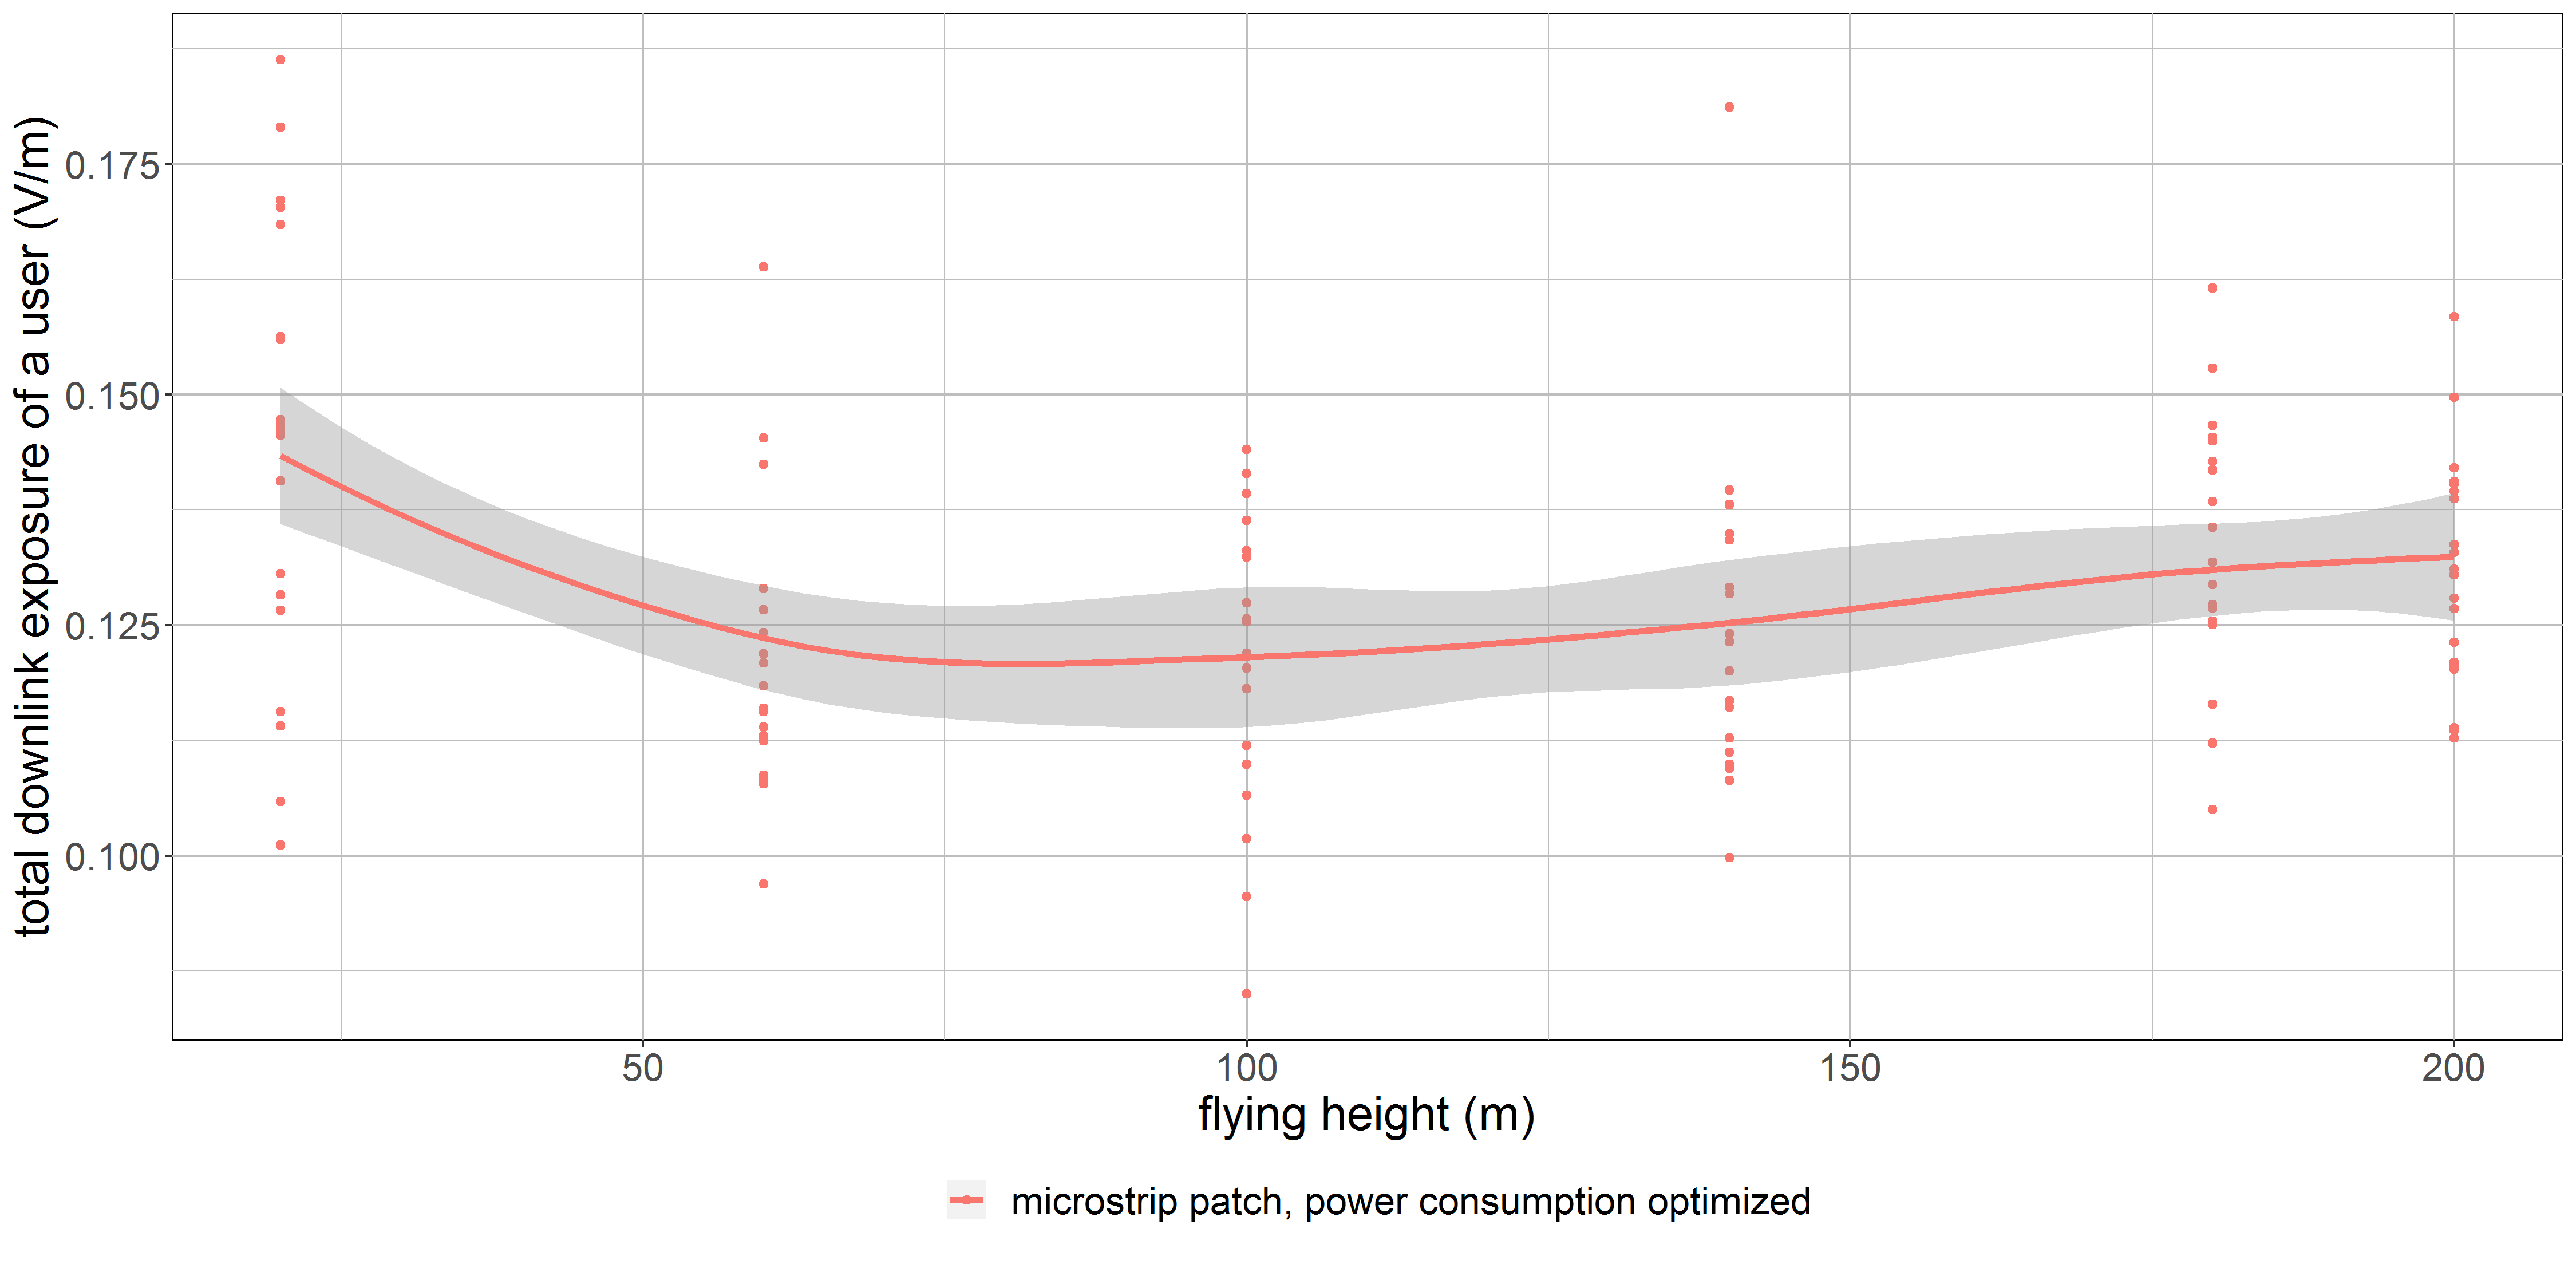 total downlink exposure of a user (V/m)
0.175
0.150
0.125
0.100
50 100 150 200
flying height (m)
microstrip patch, power consumption optimized